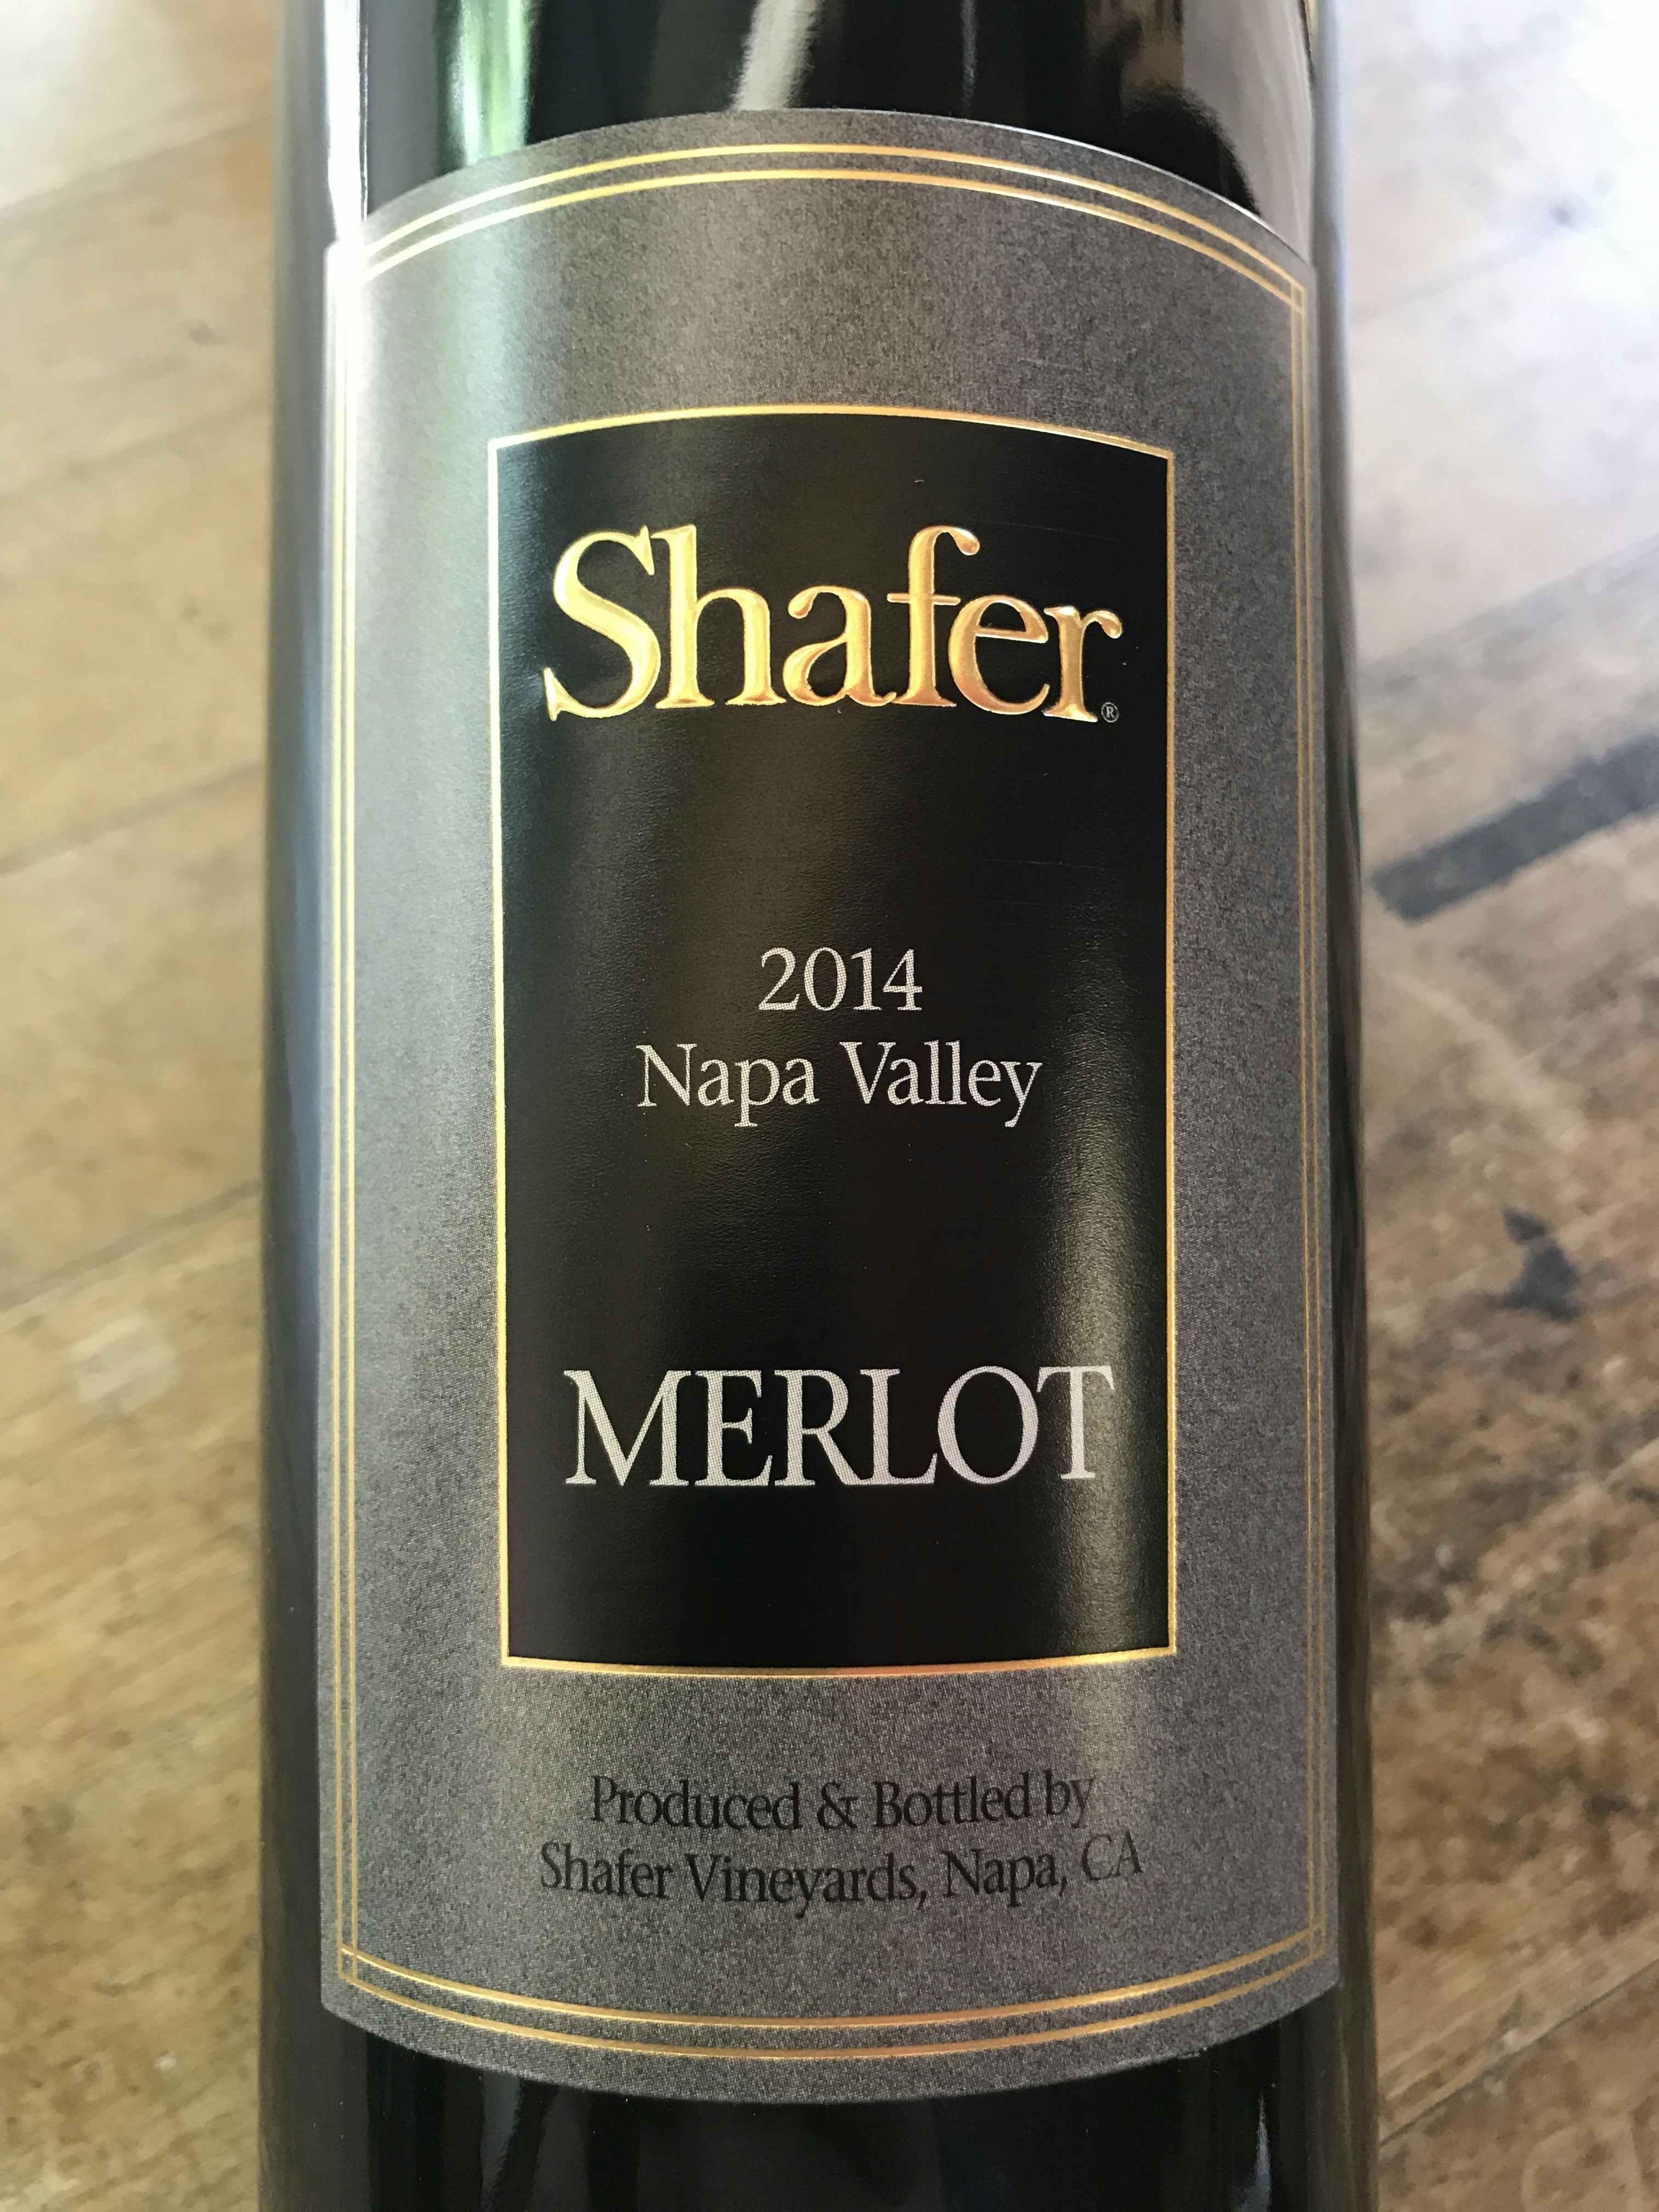 Shafer®
2014
Napa Valley
MERLOT
Produced & Bottled by
Shafer Vineyards, Napa, CA